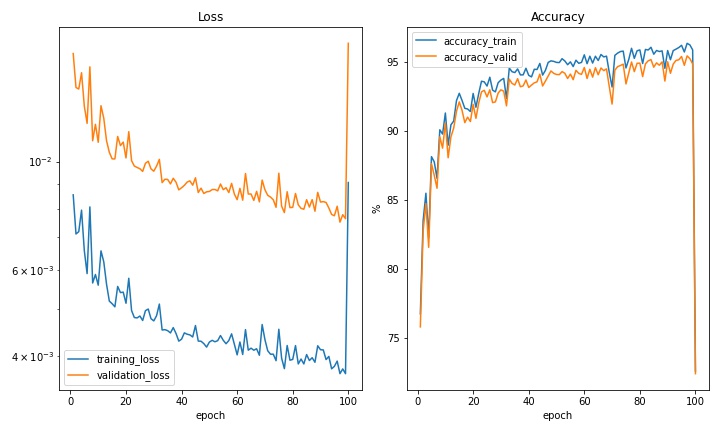 Loss
10⁻²
6 × 10⁻³
4 × 10⁻³
training_loss
validation_loss
0 20 40 60 80 100
epoch
Accuracy
accuracy_train
accuracy_valid
95
90
85
80
75
%
0 20 40 60 80 100
epoch